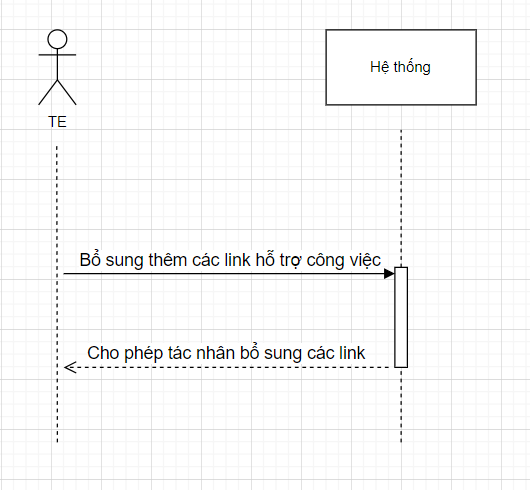 Hệ thống
TE
Bổ sung thêm các link hỗ trợ công việc
Cho phép tác nhân bổ sung các link